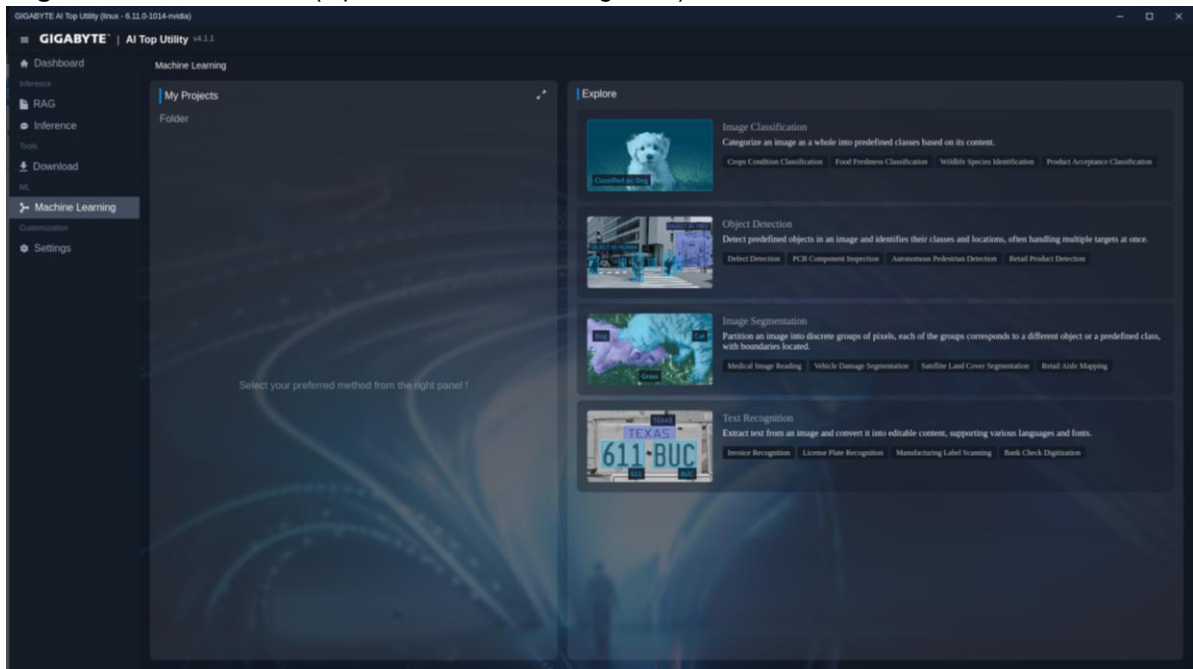 GIGABYTE AI Top Utility (linux - 6.11.0-1014-nvidia)
GIGABYTE™ | AI Top Utility v4.1.1
Dashboard
Inference
RAG
Inference
Tools
Download
ML
Machine Learning
Customization
Settings
Machine Learning
My Projects
Folder
Select your preferred method from the right panel !
Explore
Classified as: Dog
Image Classification
Categorize an image as a whole into predefined classes based on its content.
Crops Condition Classification Food Freshness Classification Wildlife Species Identification Product Acceptance Classification
Object Detection
Detect predefined objects in an image and identifies their classes and locations, often handling multiple targets at once.
Defect Detection PCB Component Inspection Autonomous Pedestrian Detection Retail Product Detection
Dog
Cat
Grass
Image Segmentation
Partition an image into discrete groups of pixels, each of the groups corresponds to a different object or a predefined class,
with boundaries located.
Medical Image Reading Vehicle Damage Segmentation Satellite Land Cover Segmentation Retail Aisle Mapping
TEXAS
TEXAS
611 BUC
611 BUC
Text Recognition
Extract text from an image and convert it into editable content, supporting various languages and fonts.
Invoice Recognition License Plate Recognition Manufacturing Label Scanning Bank Check Digitization